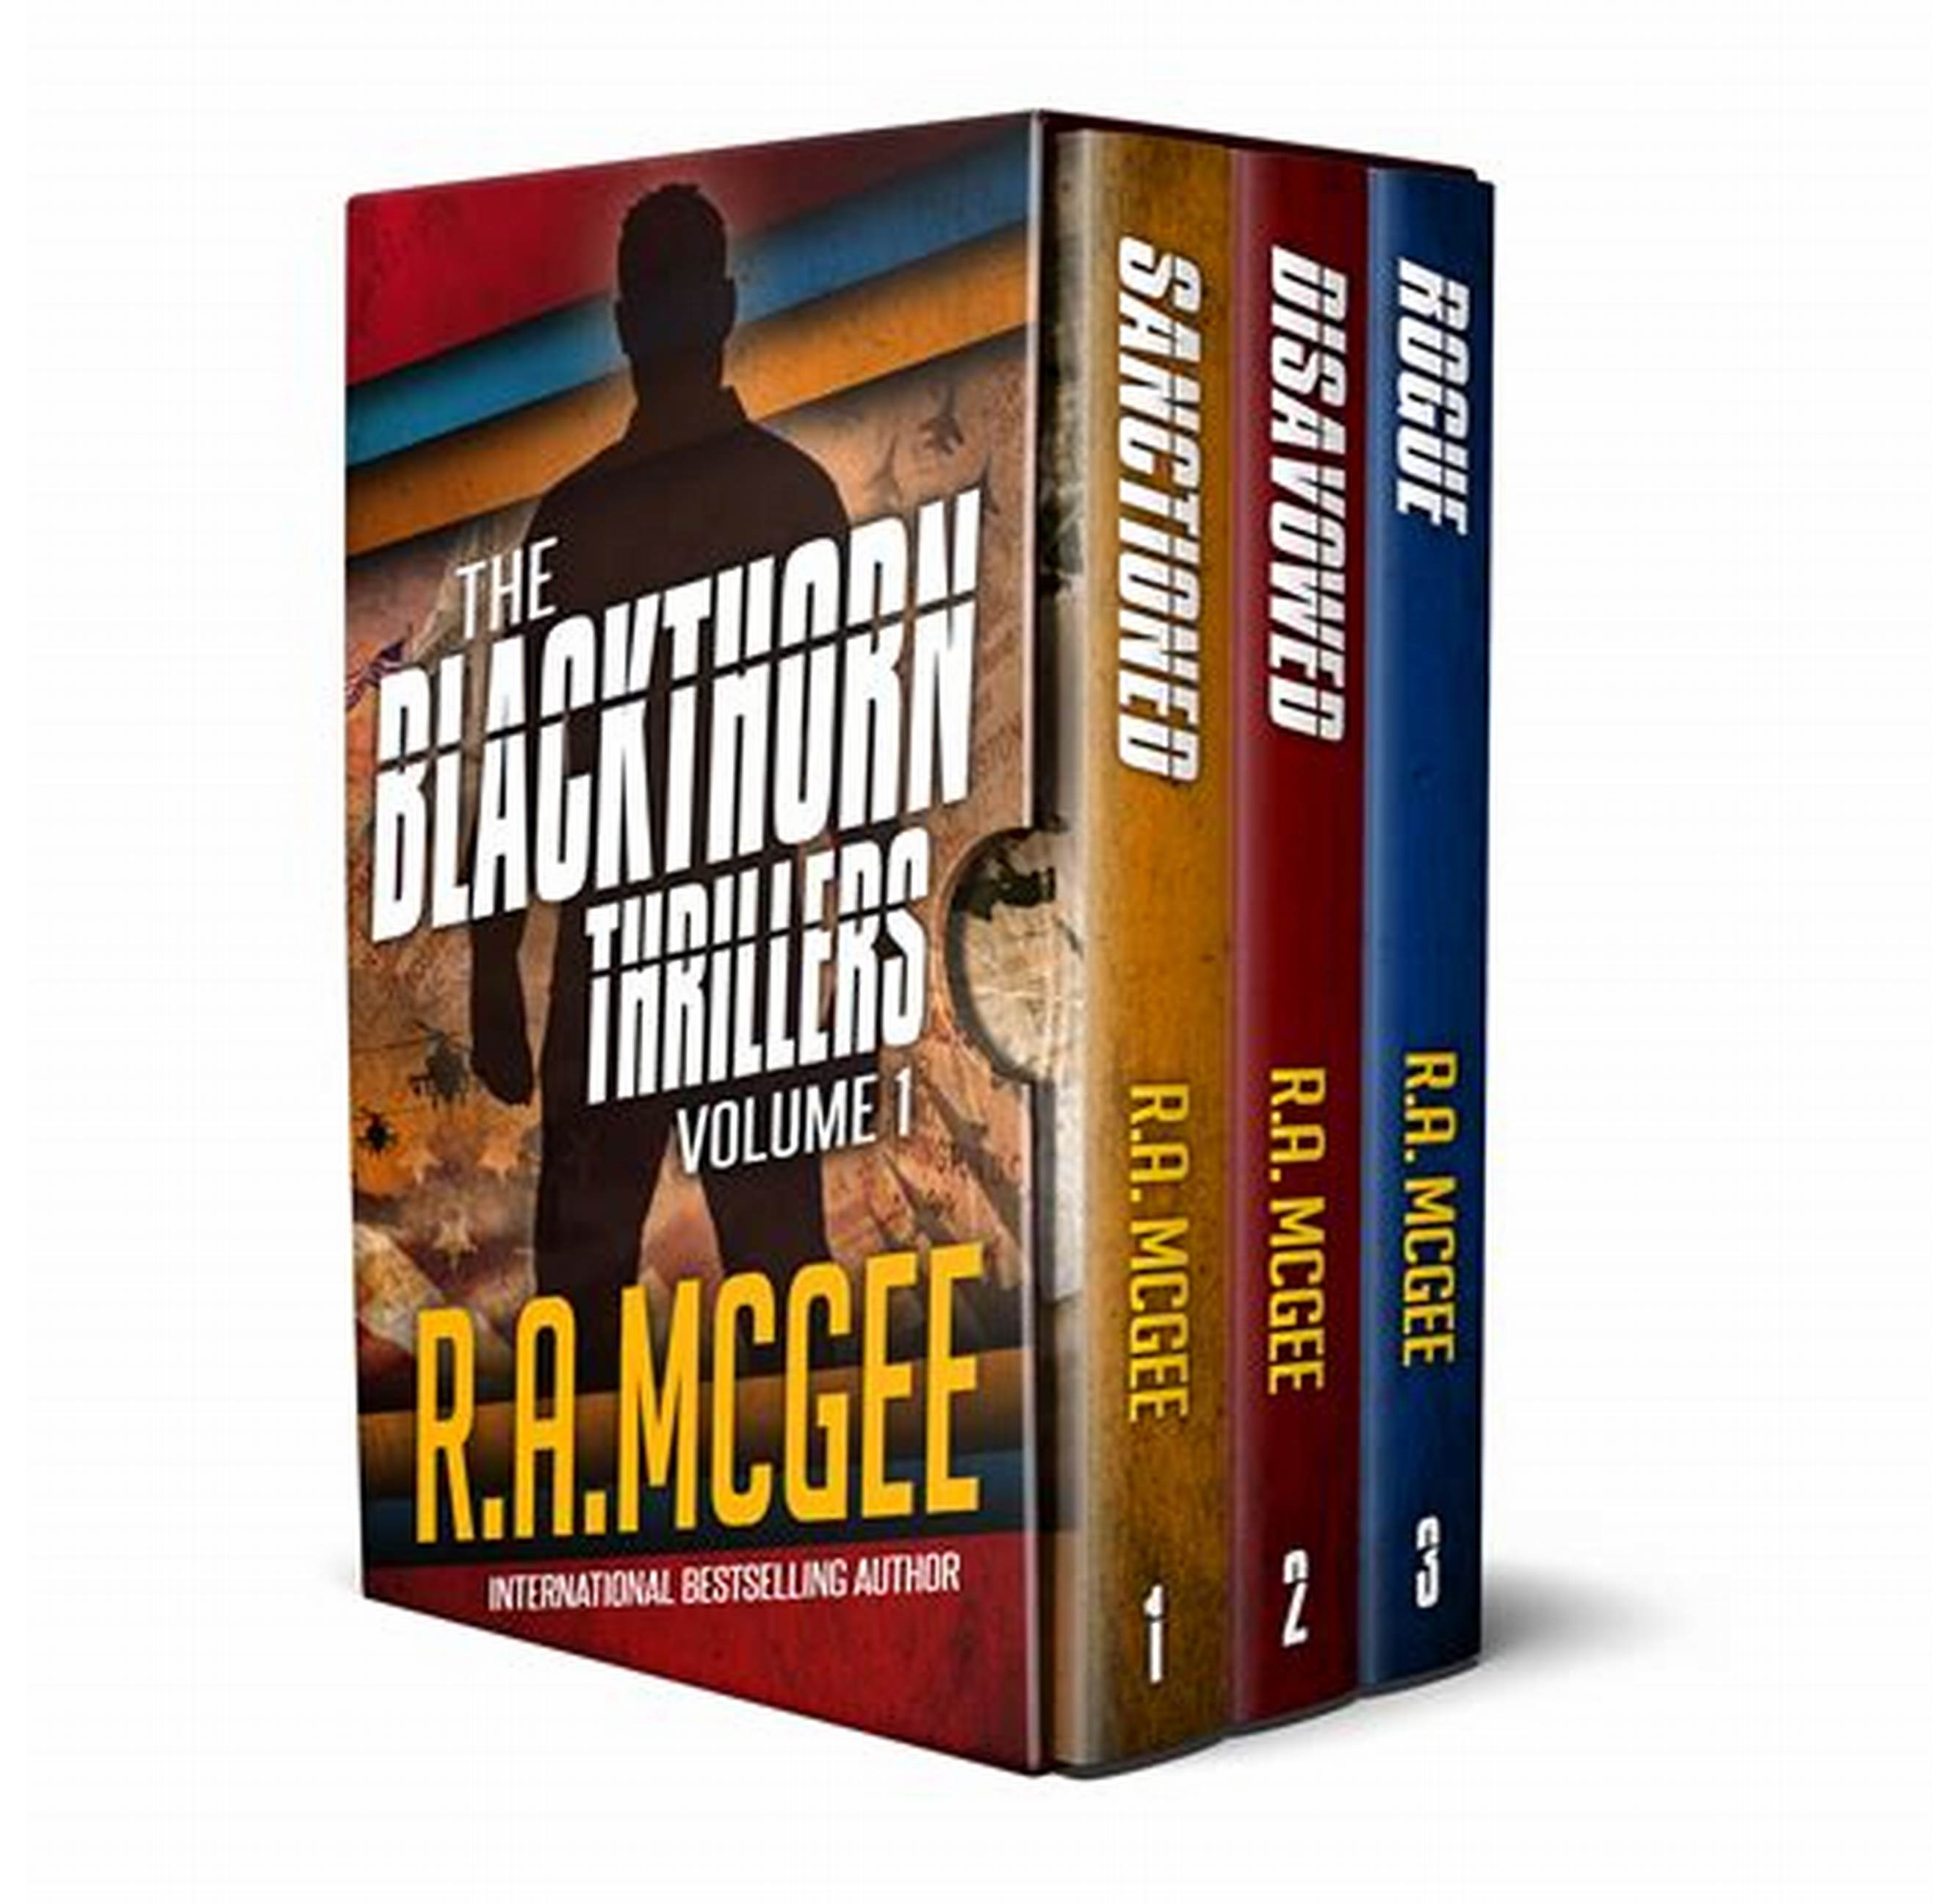 THE
BLACKTHORN
THRILLERS
VOLUME 1
R.A.MCGEE
INTERNATIONAL BESTSELLING AUTHOR
SANCTIONED
R.A. MCGEE
1
DISAVOWED
R.A. MCGEE
2
ROGUE
R.A. MCGEE
3